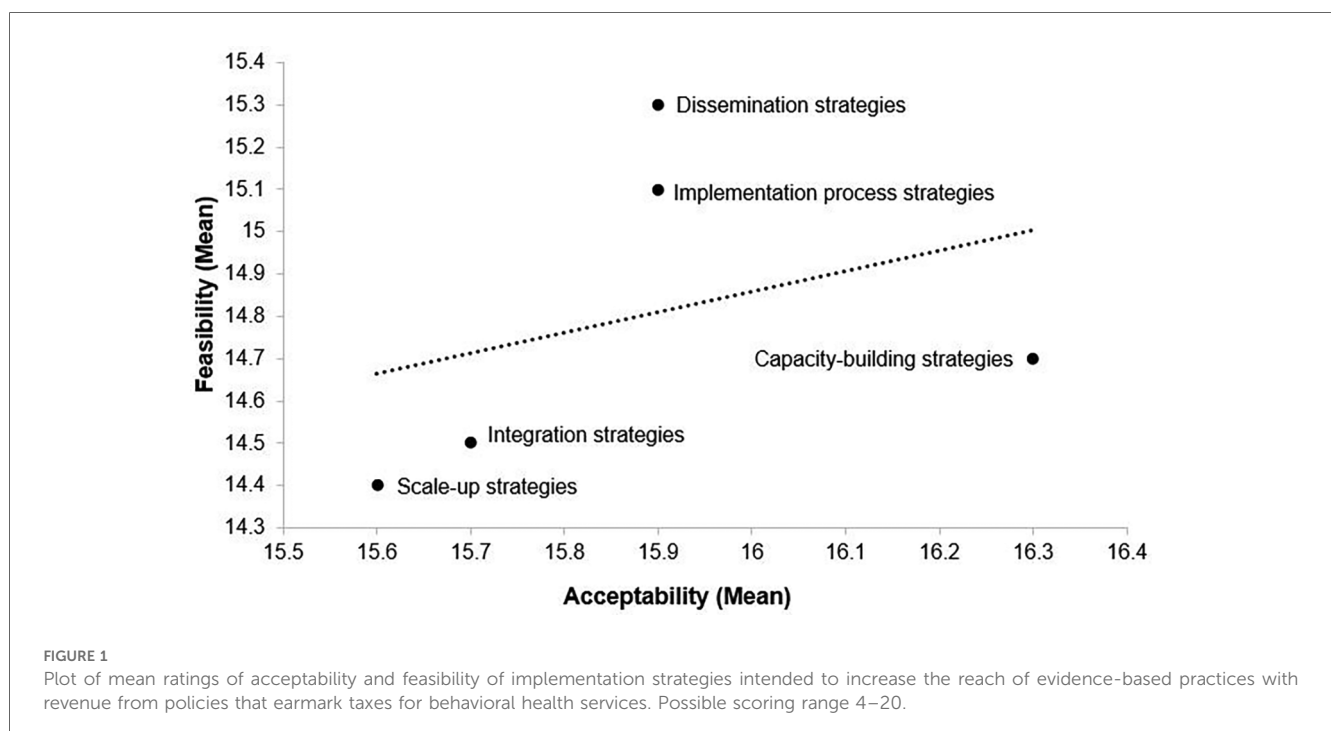 15.4
15.3
15.2
15.1
15
14.9
14.8
14.7
14.6
14.5
14.4
14.3
Feasibility (Mean)
Dissemination strategies
Implementation process strategies
Capacity-building strategies
Integration strategies
Scale-up strategies
15.5 15.6 15.7 15.8 15.9 16 16.1 16.2 16.3 16.4
Acceptability (Mean)
FIGURE 1
Plot of mean ratings of acceptability and feasibility of implementation strategies intended to increase the reach of evidence-based practices with
revenue from policies that earmark taxes for behavioral health services. Possible scoring range 4–20.